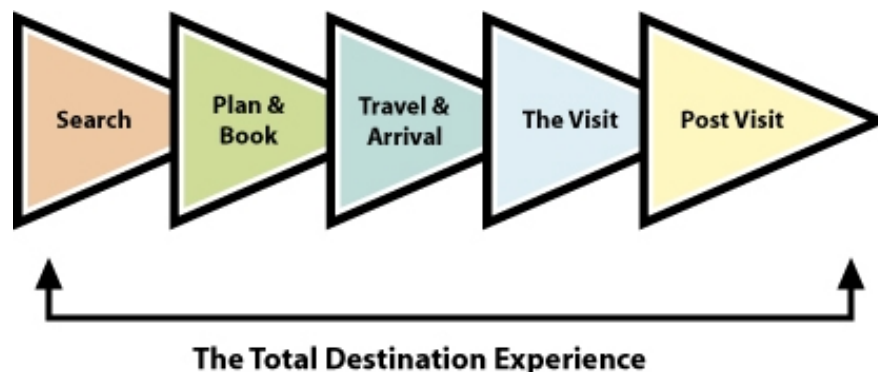 Search
Plan &
Book
Travel &
Arrival
The Visit
Post Visit
The Total Destination Experience